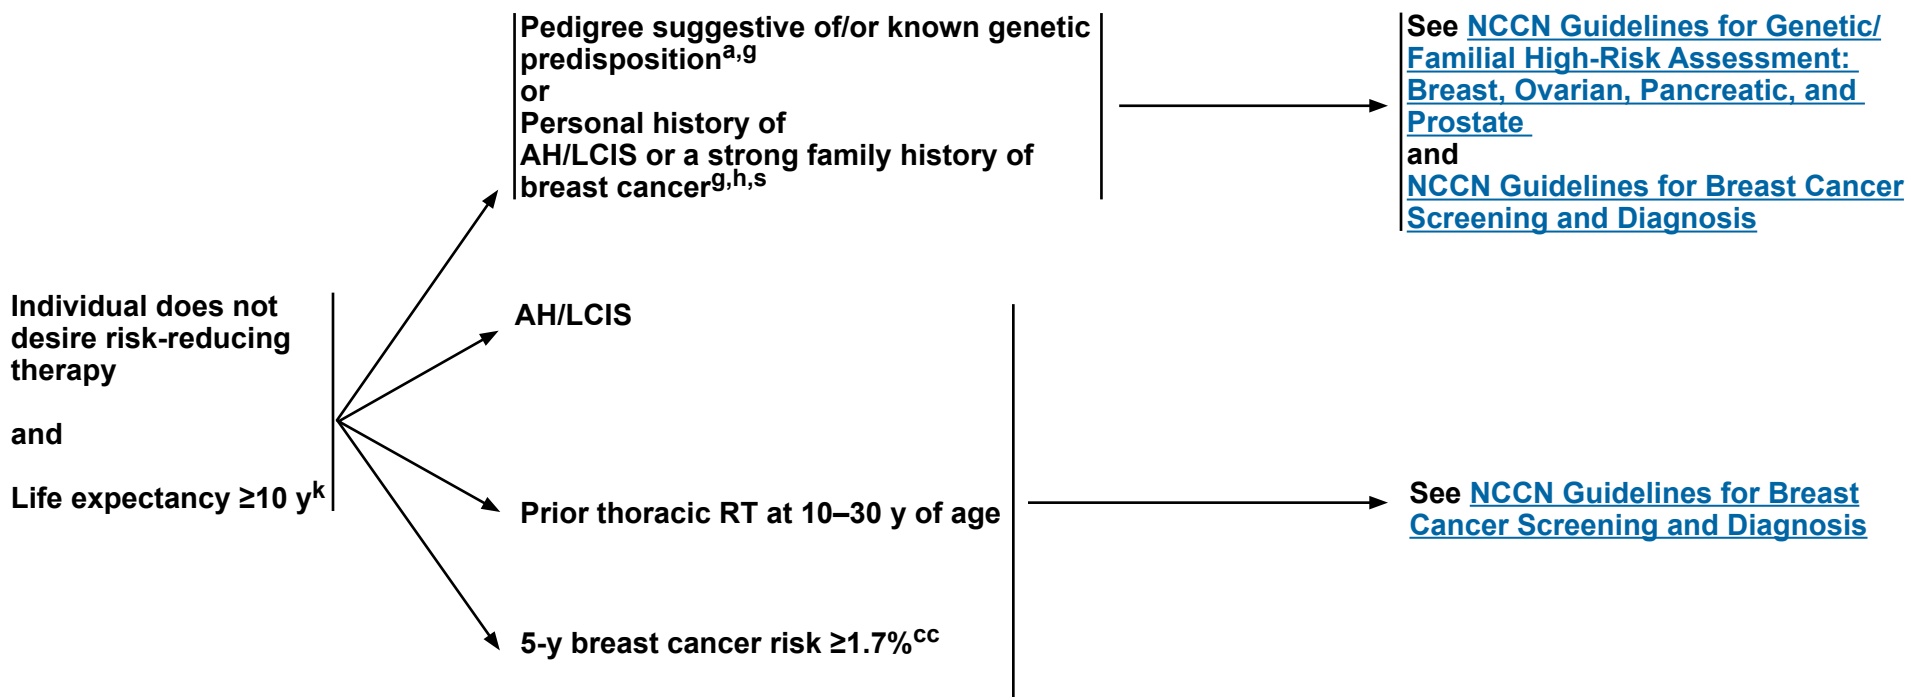 Individual does not
desire risk-reducing
therapy
and
Life expectancy ≥10 yᵏ
Pedigree suggestive of/or known genetic
predispositionᵃ,ᵍ
or
Personal history of
AH/LCIS or a strong family history of
breast cancerᵍ,ʰ,ˢ
See NCCN Guidelines for Genetic/
Familial High-Risk Assessment:
Breast, Ovarian, Pancreatic, and
Prostate
and
NCCN Guidelines for Breast Cancer
Screening and Diagnosis
AH/LCIS
Prior thoracic RT at 10–30 y of age
5-y breast cancer risk ≥1.7%ᶜᶜ
See NCCN Guidelines for Breast
Cancer Screening and Diagnosis